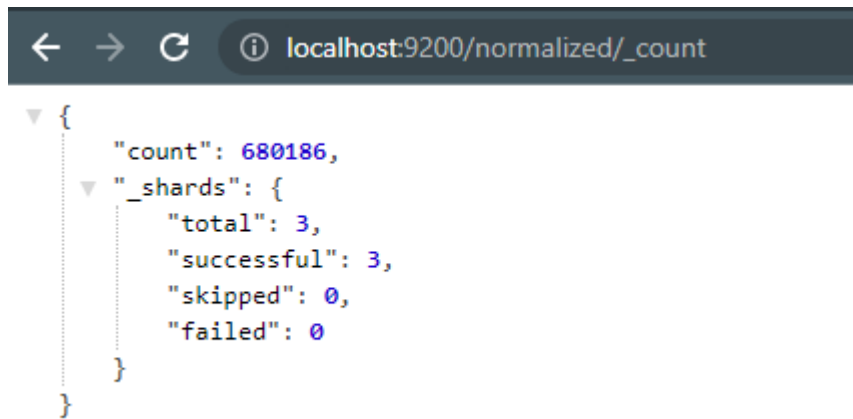 localhost:9200/normalized/_count
{
"count": 680186,
"_shards": {
"total": 3,
"successful": 3,
"skipped": 0,
"failed": 0
}
}